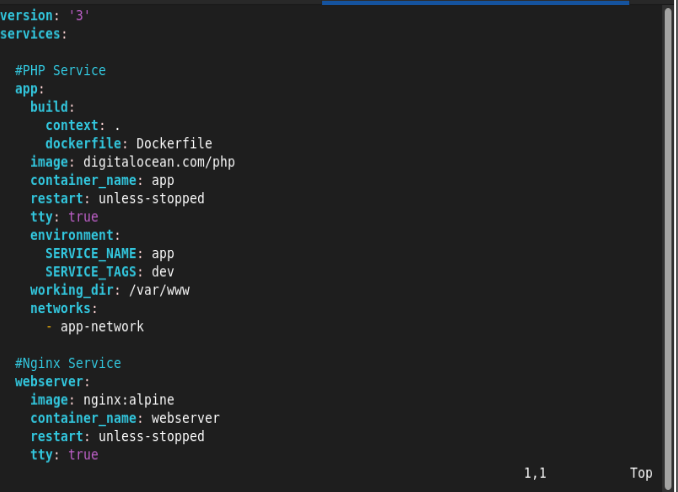 version: '3'
services:
  #PHP Service
  app:
    build:
      context: .
      dockerfile: Dockerfile
    image: digitalocean.com/php
    container_name: app
    restart: unless-stopped
    tty: true
    environment:
      SERVICE_NAME: app
      SERVICE_TAGS: dev
    working_dir: /var/www
    networks:
      - app-network
  #Nginx Service
  webserver:
    image: nginx:alpine
    container_name: webserver
    restart: unless-stopped
    tty: true
1,1 Top